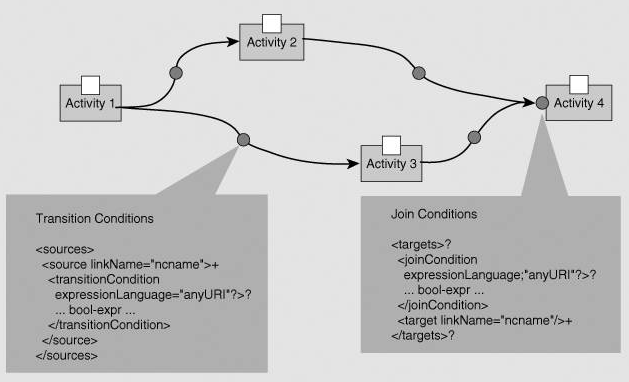 Activity 1
Activity 2
Activity 3
Activity 4
Transition Conditions
<sources>
<source linkName="ncname">+
<transitionCondition
expressionLanguage="anyURI"?>?
... bool-expr ...
</transitionCondition>
</source>
</sources>
Join Conditions
<targets>?
<joinCondition
expressionLanguage;"anyURI"?>?
... bool-expr ...
</joinCondition>
<target linkName="ncname"/>+
</targets>?